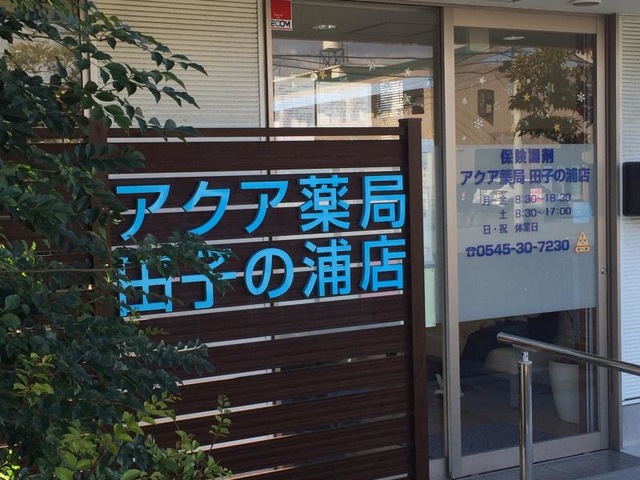 SECOM
アクア薬局
田子の浦店
保険調剤
アクア薬局 田子の浦店
月~金 8:30~18:30
土 8:30~17:00
日・祝 休業日
☎0545-30-7230